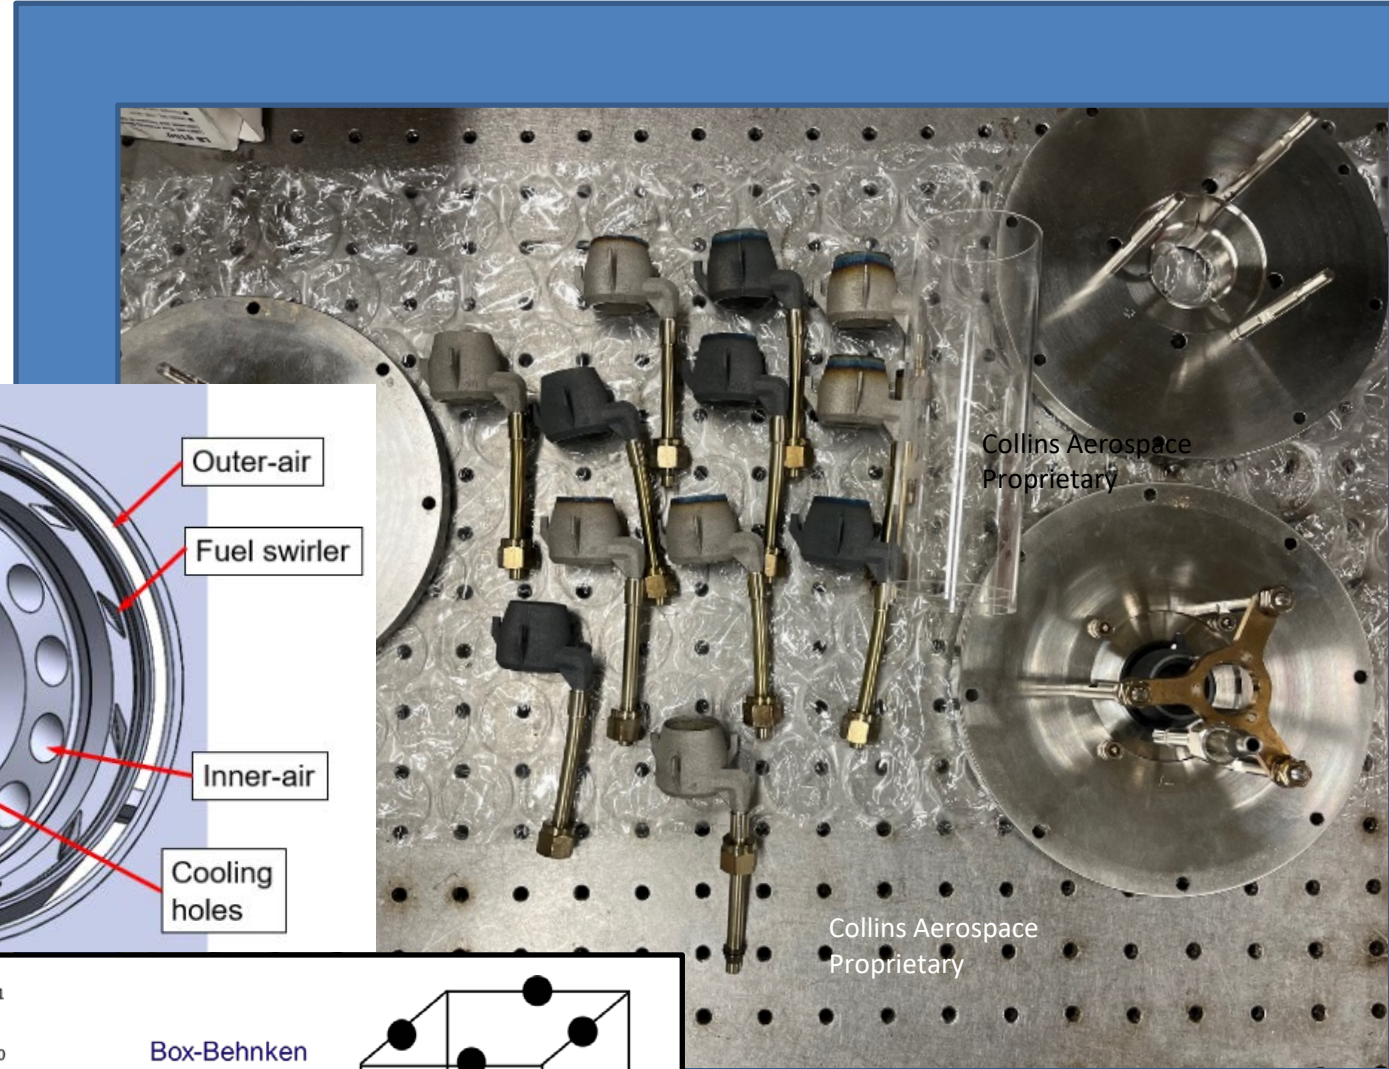 Outer-air
Fuel swirler
Collins Aerospace
Proprietary
Inner-air
Cooling
holes
Collins Aerospace
Proprietary
Box-Behnken